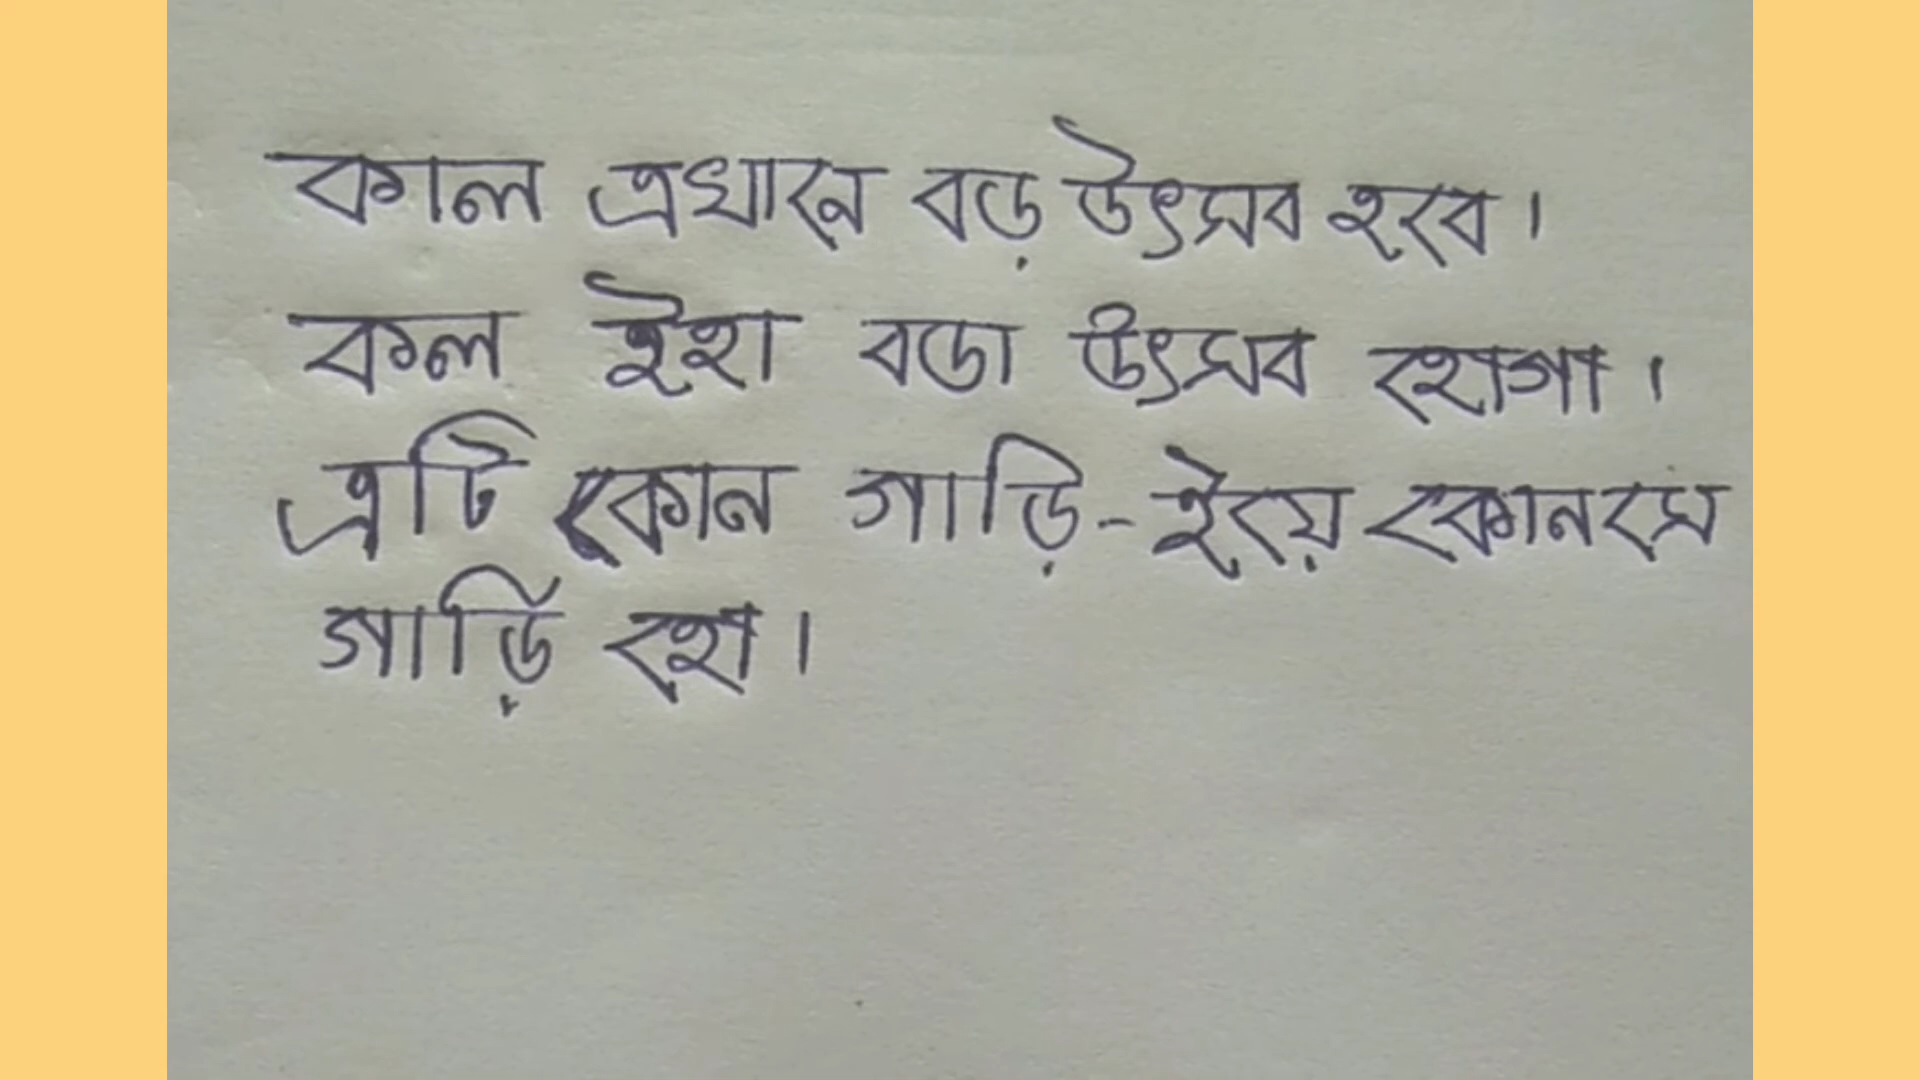 কাল এখানে বড় উৎসব হবে।
কল ইহা বডা উৎসব হোগা।
এটি কোন গাড়ি-ইয়ে কোনসে
গাড়ি হে।